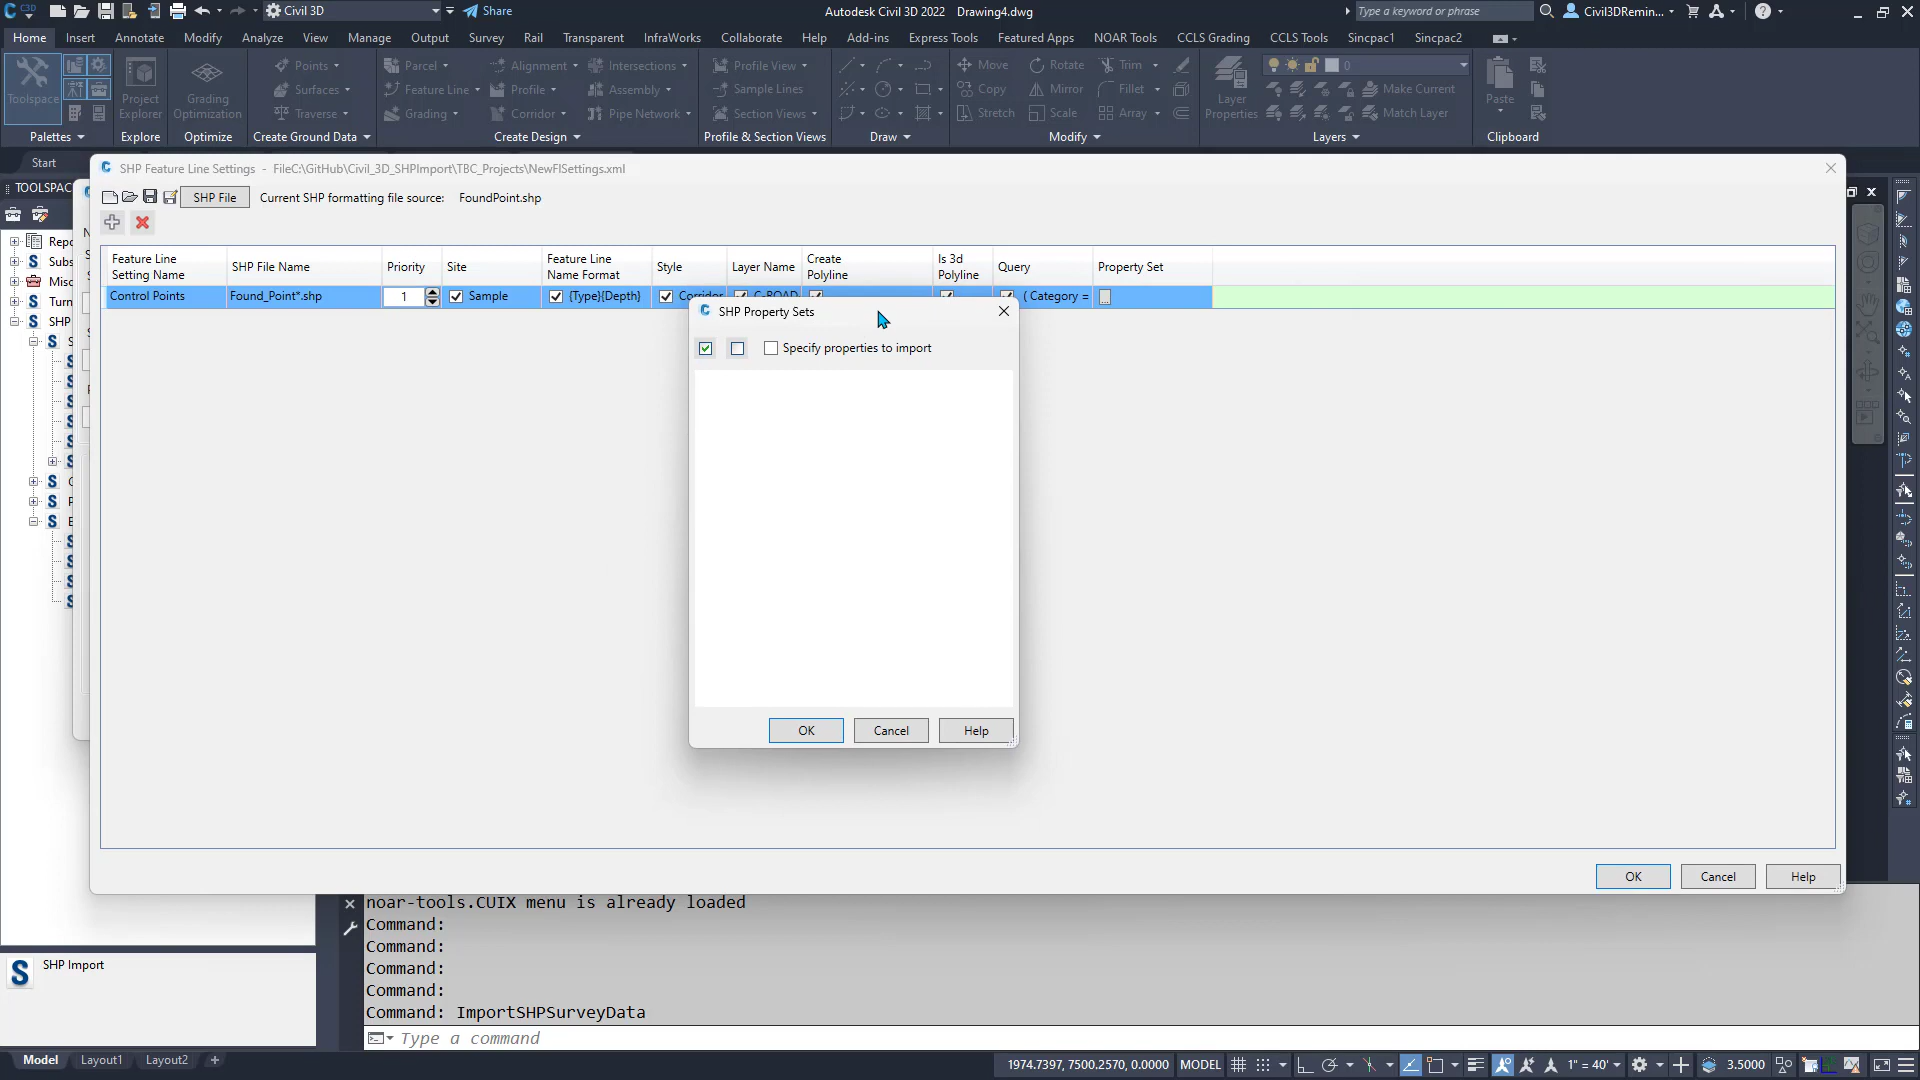 C3D Civil 3D Share Autodesk Civil 3D 2022 Drawing4.dwg Type a keyword or phrase Civil3DRemin...
Home Insert Annotate Modify Analyze View Manage Output Survey Rail Transparent InfraWorks Collaborate Help Add-ins Express Tools Featured Apps NOAR Tools CCLS Grading CCLS Tools Sincpac1 Sincpac2
Points Parcel Alignment Intersections Profile View Move Rotate Trim 0
Surfaces Feature Line Profile Assembly Sample Lines Copy Mirror Fillet Make Current
Toolspace Project Explorer Grading Optimization Layer Properties Paste
Traverse Grading Corridor Pipe Network Section Views Stretch Scale Array Match Layer
Palettes Explore Optimize Create Ground Data Create Design Profile & Section Views Draw Modify Layers Clipboard
Start
SHP Feature Line Settings - FileC:\GitHub\Civil_3D_SHPImport\TBC_Projects\NewFlSettings.xml
TOOLSPAC
SHP File Current SHP formatting file source: FoundPoint.shp
Feature Line Setting Name SHP File Name Priority Site Feature Line Name Format Style Layer Name Create Polyline Is 3d Polyline Query Property Set
Control Points Found_Point*.shp 1 Sample {Type}{Depth} Corridor C-ROAD ( Category = ...
Repo
Subs
Misc
Turn
SHP
SHP Property Sets
Specify properties to import
OK Cancel Help
OK Cancel Help
noar-tools.CUIX menu is already loaded
Command:
Command:
Command:
Command:
Command: ImportSHPSurveyData
Type a command
SHP Import
Model Layout1 Layout2 +
1974.7397, 7500.2570, 0.0000 MODEL 1" = 40' 3.5000